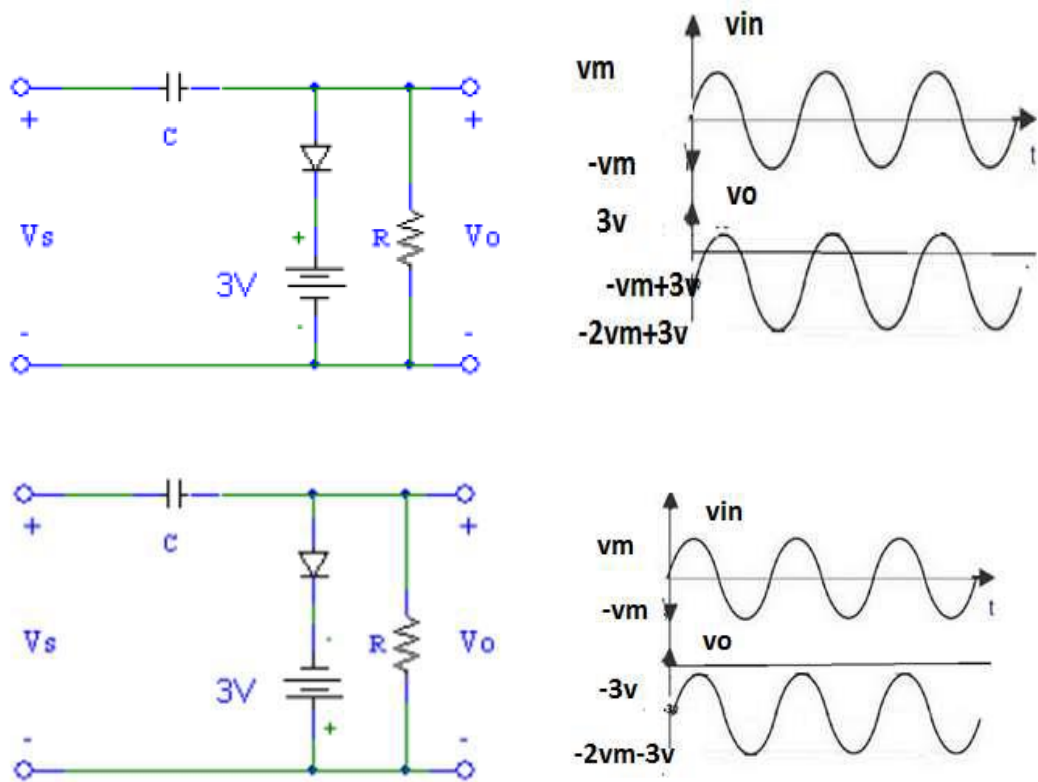 vin
vm
+
+
C
-vm
t
vo
3v
Vs
+
R
Vo
3V
-vm+3v
-
-
-
-2vm+3v
vin
+
+
C
vm
-vm
t
vo
Vs
-
R
Vo
3V
-3v
+
-
-
-2vm-3v